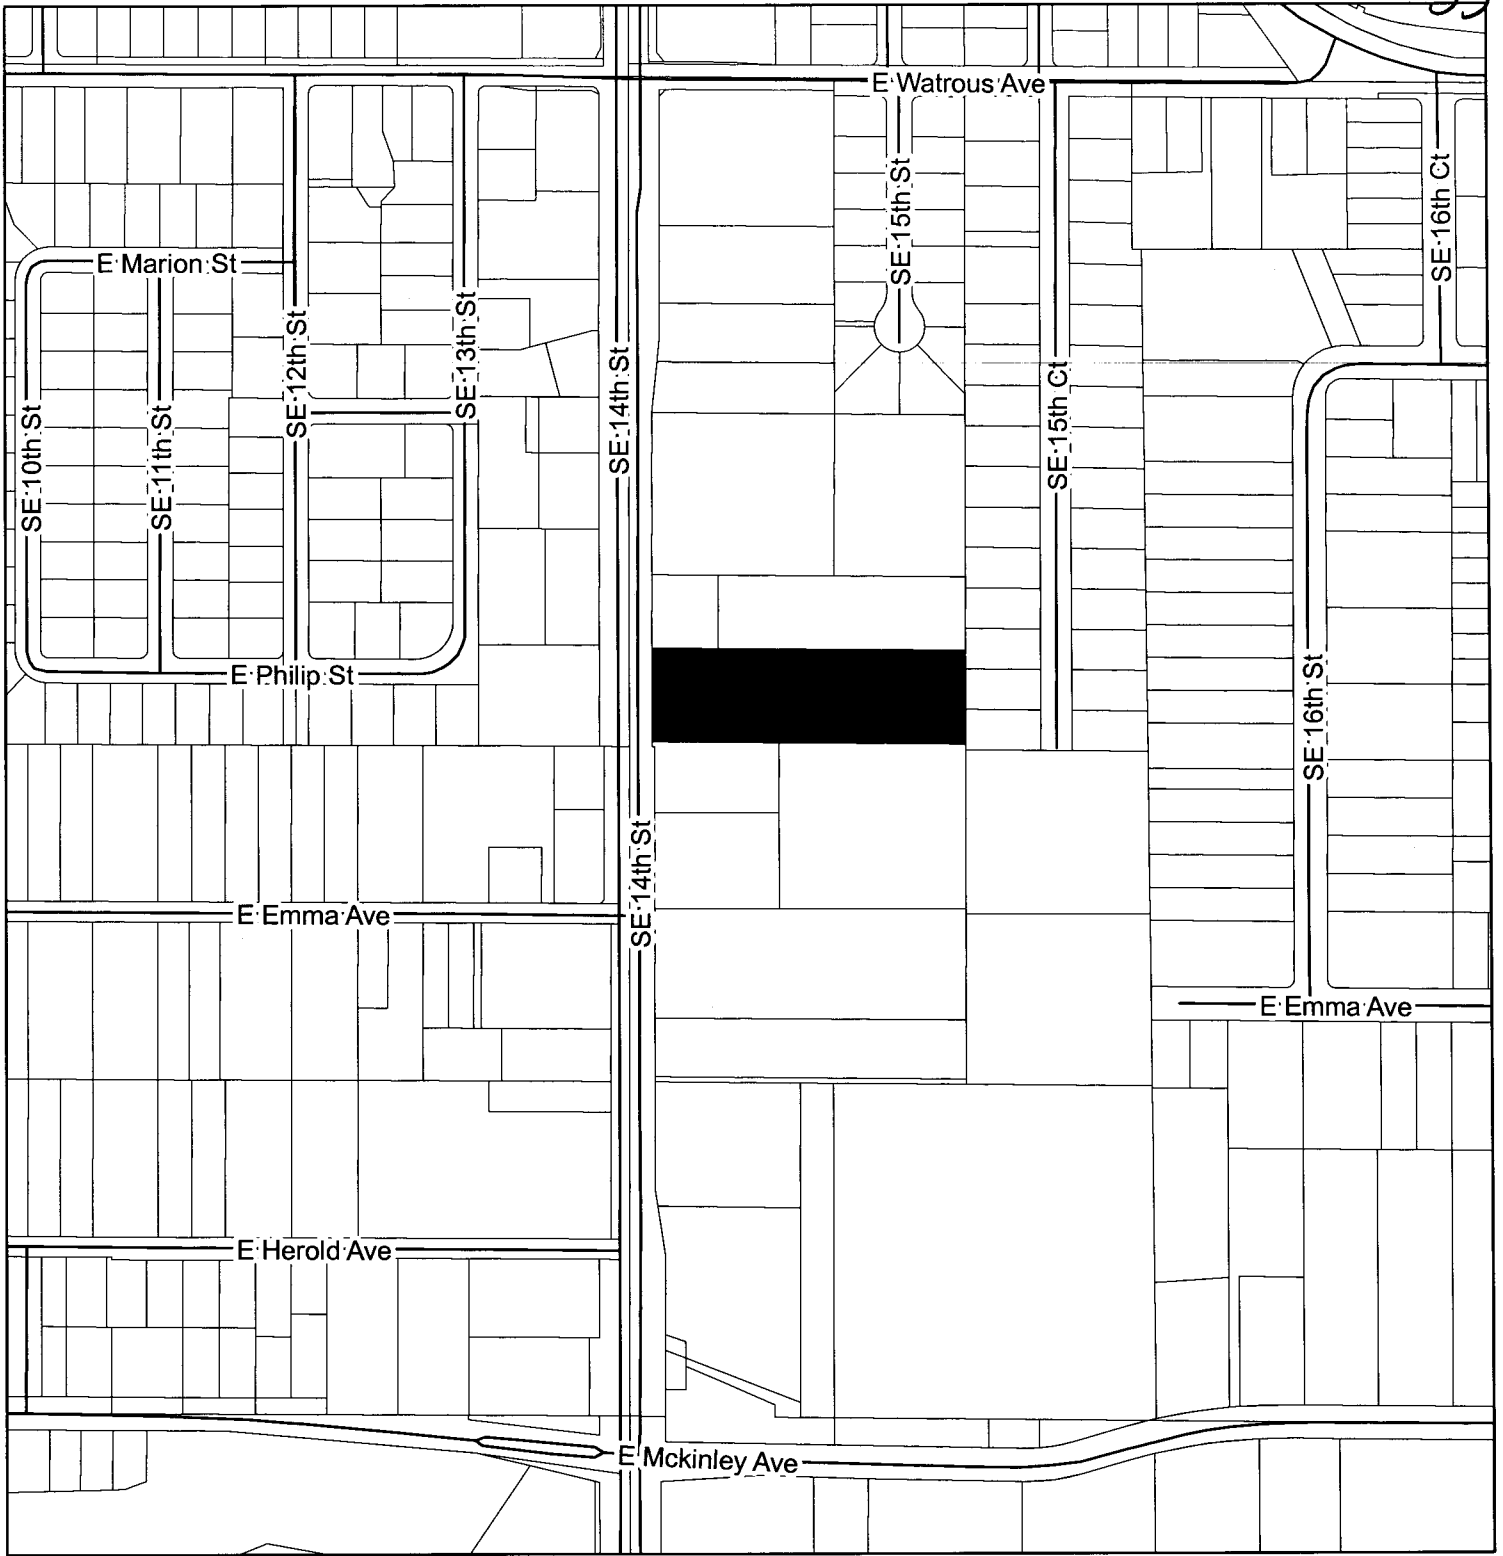 E Watrous Ave
SE 15th St
SE 16th Ct
E Marion St
SE 12th St
SE 13th St
SE 14th St
SE 15th Ct
SE 10th St
SE 11th St
E Philip St
SE 16th St
SE 14th St
E Emma Ave
E Emma Ave
E Herold Ave
E Mckinley Ave